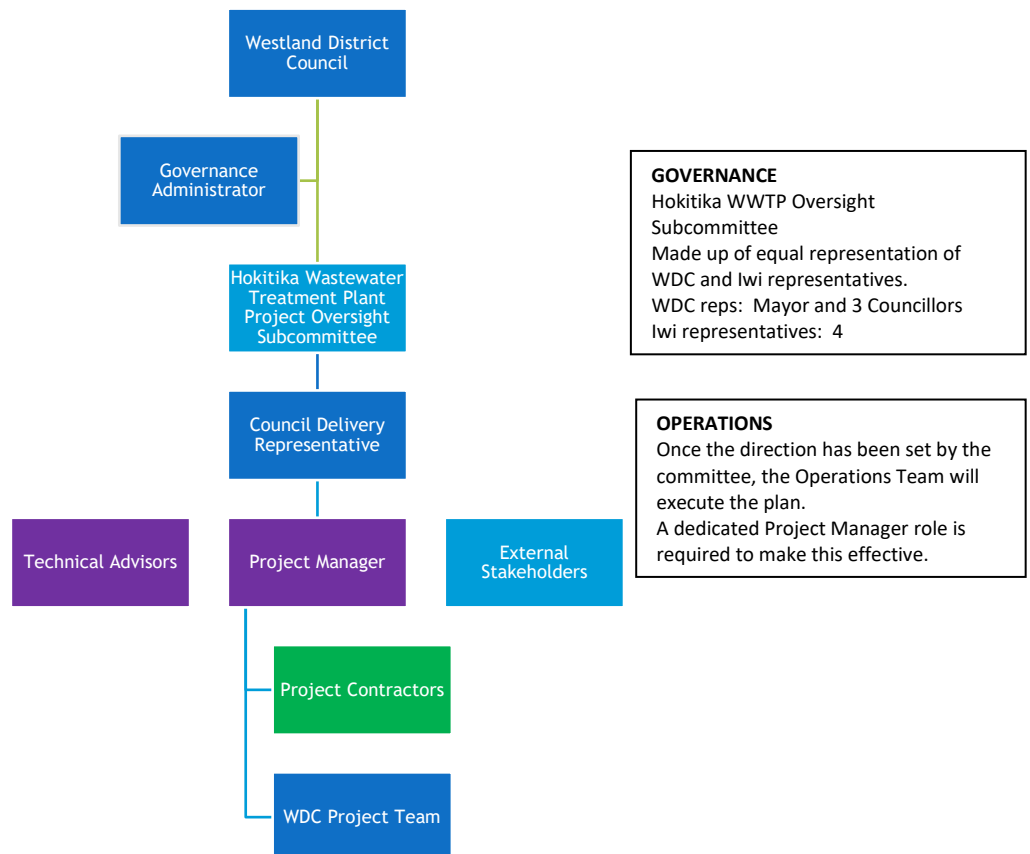 Westland District
Council
Governance
Administrator
Hokitika Wastewater
Treatment Plant
Project Oversight
Subcommittee
Council Delivery
Representative
Technical Advisors
Project Manager
External
Stakeholders
Project Contractors
WDC Project Team
GOVERNANCE
Hokitika WWTP Oversight
Subcommittee
Made up of equal representation of
WDC and Iwi representatives.
WDC reps: Mayor and 3 Councillors
Iwi representatives: 4
OPERATIONS
Once the direction has been set by the
committee, the Operations Team will
execute the plan.
A dedicated Project Manager role is
required to make this effective.